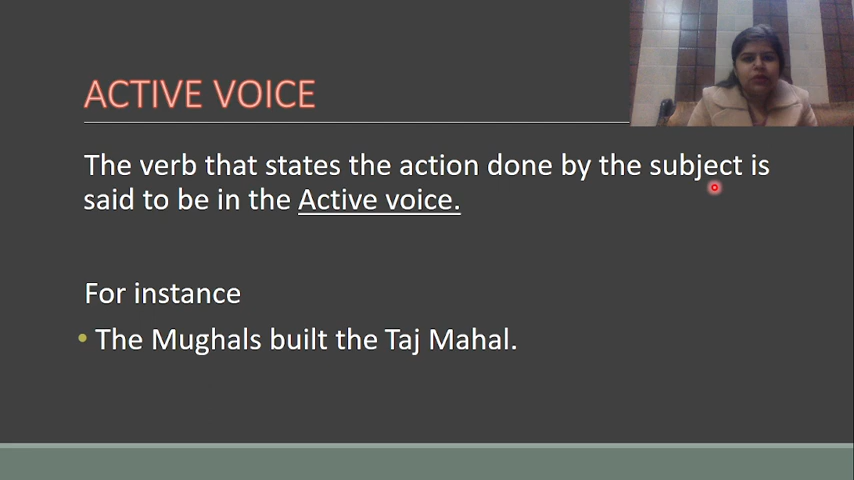 ACTIVE VOICE
The verb that states the action done by the subject is
said to be in the Active voice.
For instance
• The Mughals built the Taj Mahal.